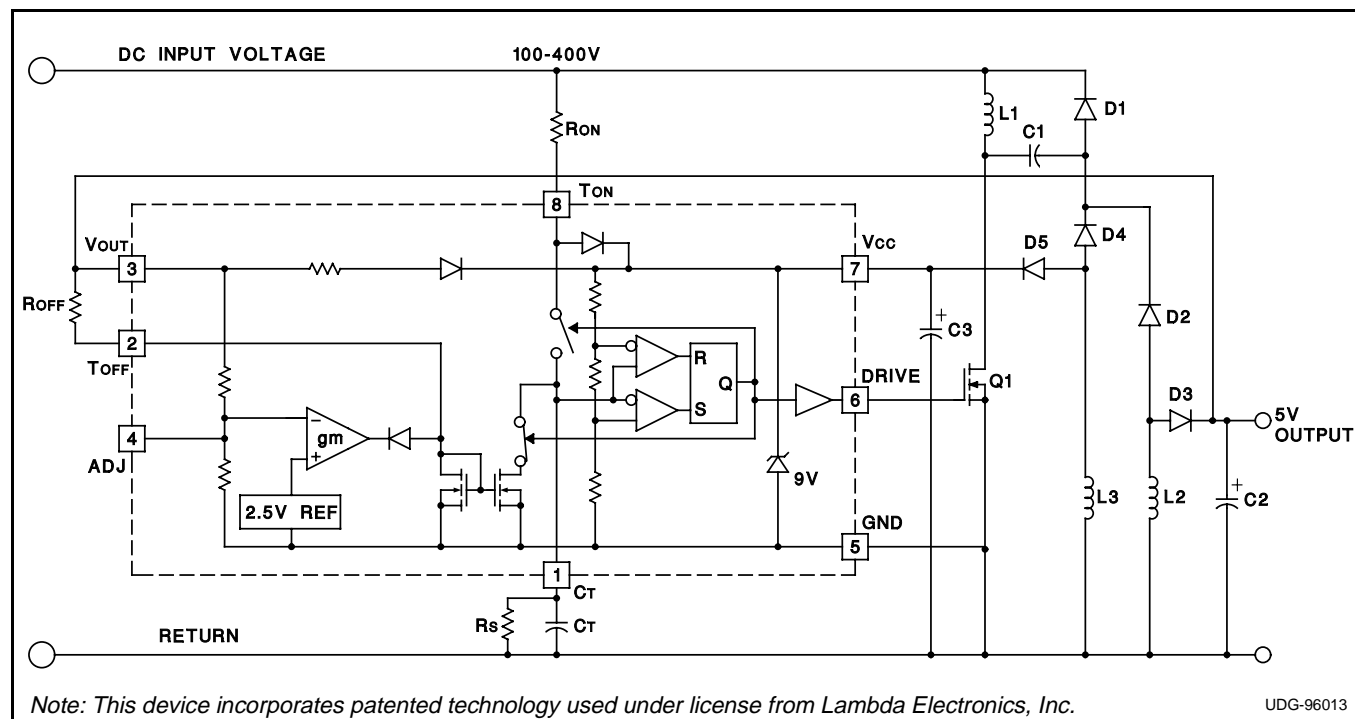 DC INPUT VOLTAGE
100-400V
L1
D1
C1
RON
TON
8
VOUT
3
VCC
7
D5
D4
ROFF
C3
D2
2
TOFF
R
Q
S
DRIVE
6
Q1
D3
5V
OUTPUT
4
ADJ
−
gm
+
9V
L3
L2
+
C2
2.5V REF
GND
5
1
CT
RS
CT
RETURN
+
Note: This device incorporates patented technology used under license from Lambda Electronics, Inc.
UDG-96013